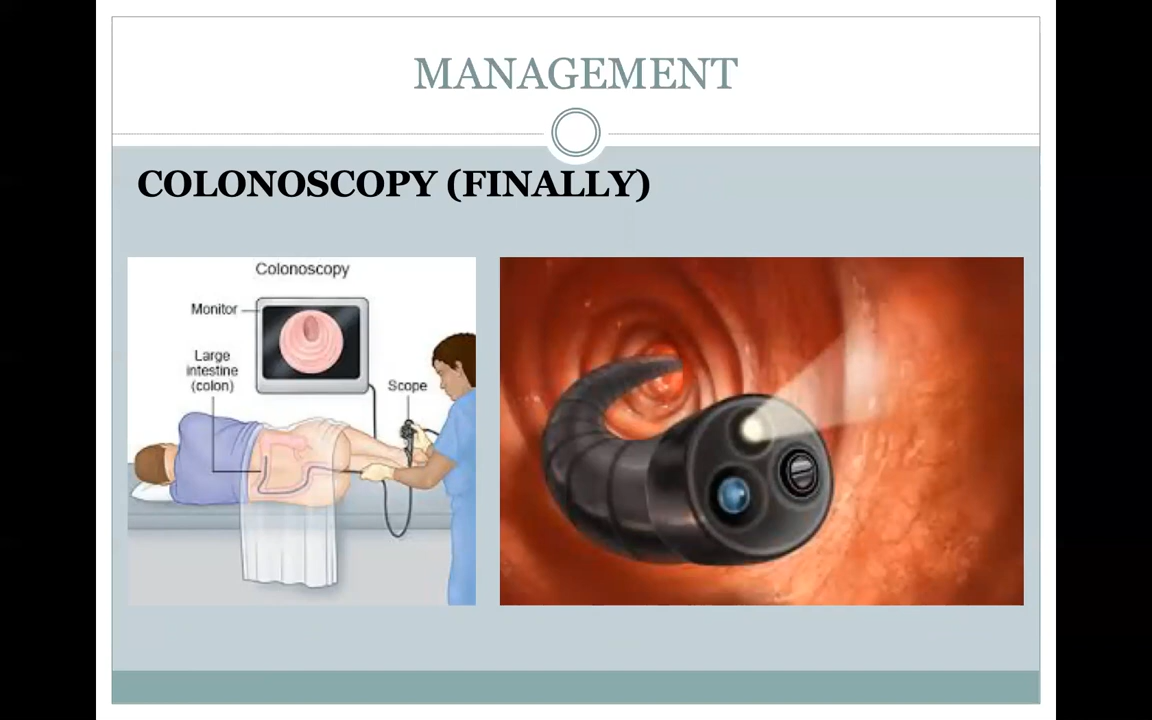 MANAGEMENT
COLONOSCOPY (FINALLY)
Colonoscopy
Monitor
Large
intestine
(colon)
Scope